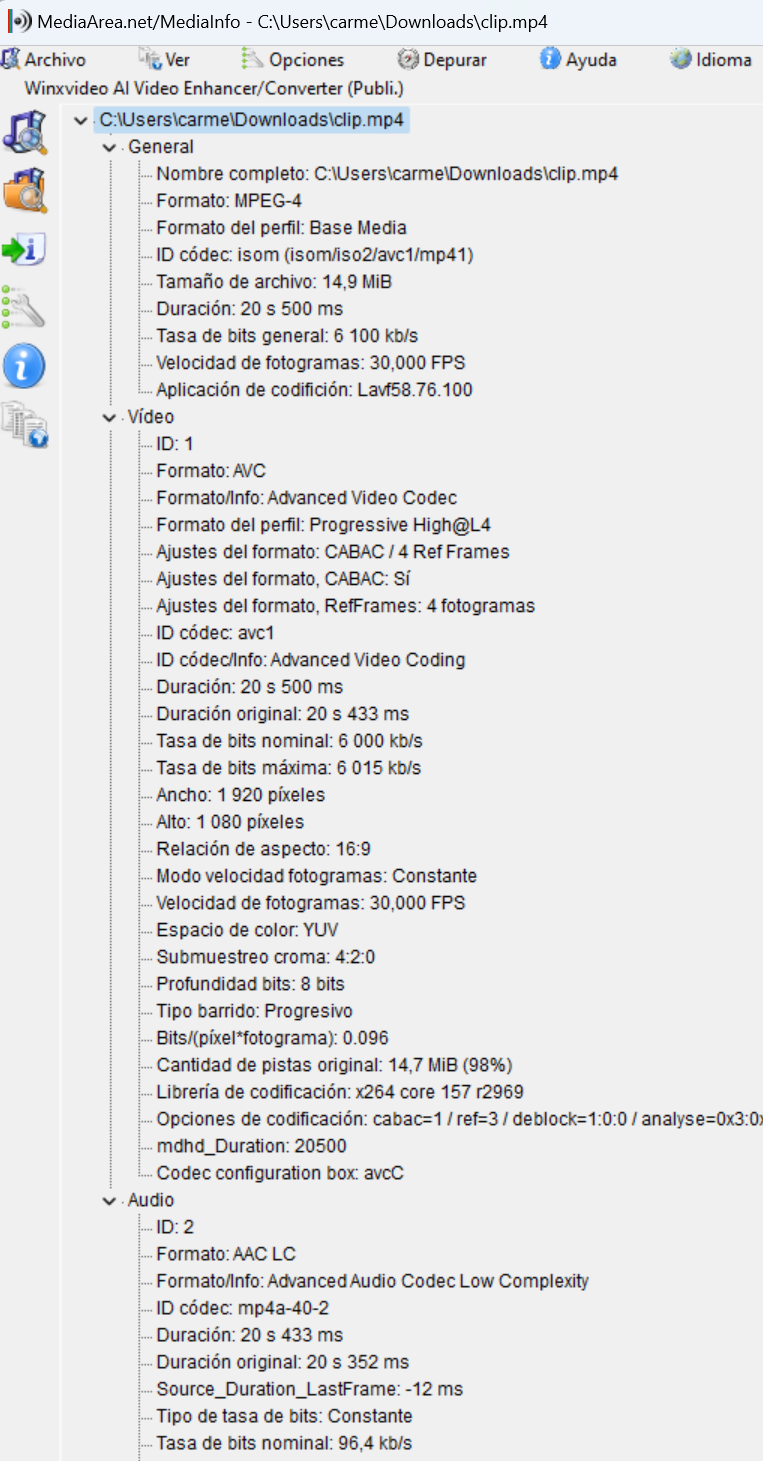 MediaArea.net/MediaInfo - C:\Users\carme\Downloads\clip.mp4
Archivo Ver Opciones Depurar Ayuda Idioma
Winxvideo AI Video Enhancer/Converter (Publi.)
C:\Users\carme\Downloads\clip.mp4
General
Nombre completo: C:\Users\carme\Downloads\clip.mp4
Formato: MPEG-4
Formato del perfil: Base Media
ID códec: isom (isom/iso2/avc1/mp41)
Tamaño de archivo: 14,9 MiB
Duración: 20 s 500 ms
Tasa de bits general: 6 100 kb/s
Velocidad de fotogramas: 30,000 FPS
Aplicación de codifición: Lavf58.76.100
Vídeo
ID: 1
Formato: AVC
Formato/Info: Advanced Video Codec
Formato del perfil: Progressive High@L4
Ajustes del formato: CABAC / 4 Ref Frames
Ajustes del formato, CABAC: Sí
Ajustes del formato, RefFrames: 4 fotogramas
ID códec: avc1
ID códec/Info: Advanced Video Coding
Duración: 20 s 500 ms
Duración original: 20 s 433 ms
Tasa de bits nominal: 6 000 kb/s
Tasa de bits máxima: 6 015 kb/s
Ancho: 1 920 píxeles
Alto: 1 080 píxeles
Relación de aspecto: 16:9
Modo velocidad fotogramas: Constante
Velocidad de fotogramas: 30,000 FPS
Espacio de color: YUV
Submuestreo croma: 4:2:0
Profundidad bits: 8 bits
Tipo barrido: Progresivo
Bits/(píxel*fotograma): 0.096
Cantidad de pistas original: 14,7 MiB (98%)
Librería de codificación: x264 core 157 r2969
Opciones de codificación: cabac=1 / ref=3 / deblock=1:0:0 / analyse=0x3:0x
mdhd_Duration: 20500
Codec configuration box: avcC
Audio
ID: 2
Formato: AAC LC
Formato/Info: Advanced Audio Codec Low Complexity
ID códec: mp4a-40-2
Duración: 20 s 433 ms
Duración original: 20 s 352 ms
Source_Duration_LastFrame: -12 ms
Tipo de tasa de bits: Constante
Tasa de bits nominal: 96,4 kb/s